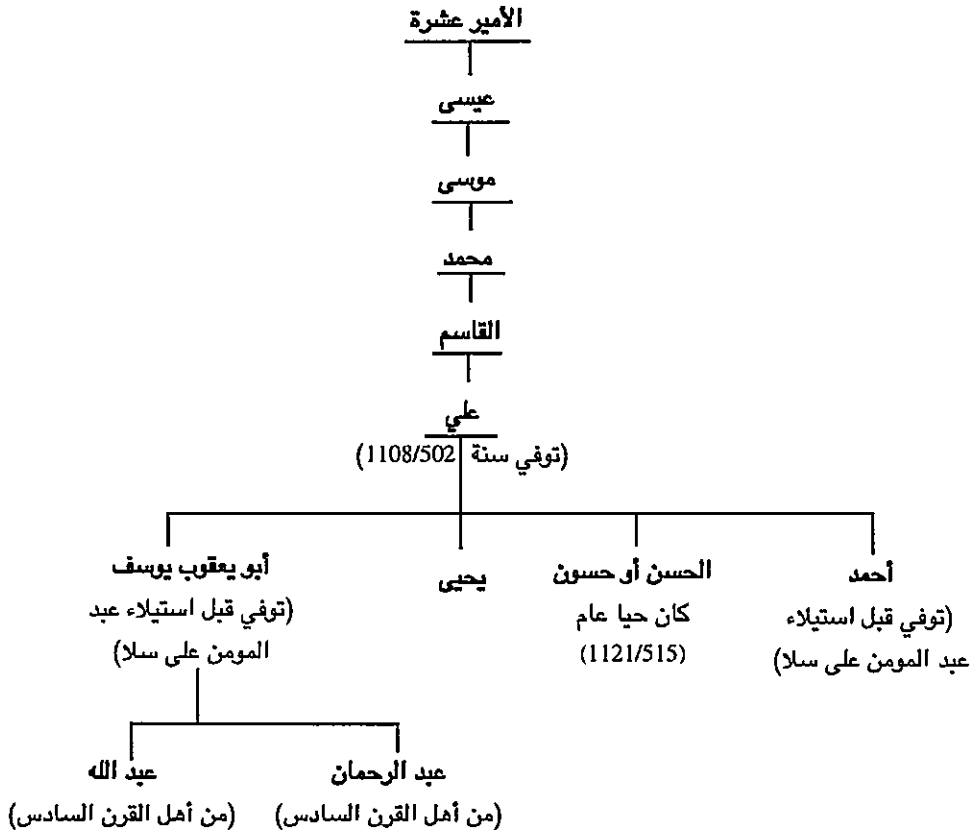 الأمير عشرة
عيسى
موسى
محمد
القاسم
علي
(توفي سنة 1108/502)
أحمد
(توفي قبل استيلاء
عبد المومن على سلا)
الحسن أو حسون
كان حيا عام
(1121/515)
يحيى
أبو يعقوب يوسف
(توفي قبل استيلاء عبد
المومن على سلا)
عبد الرحمان
(من أهل القرن السادس)
عبد الله
(من أهل القرن السادس)